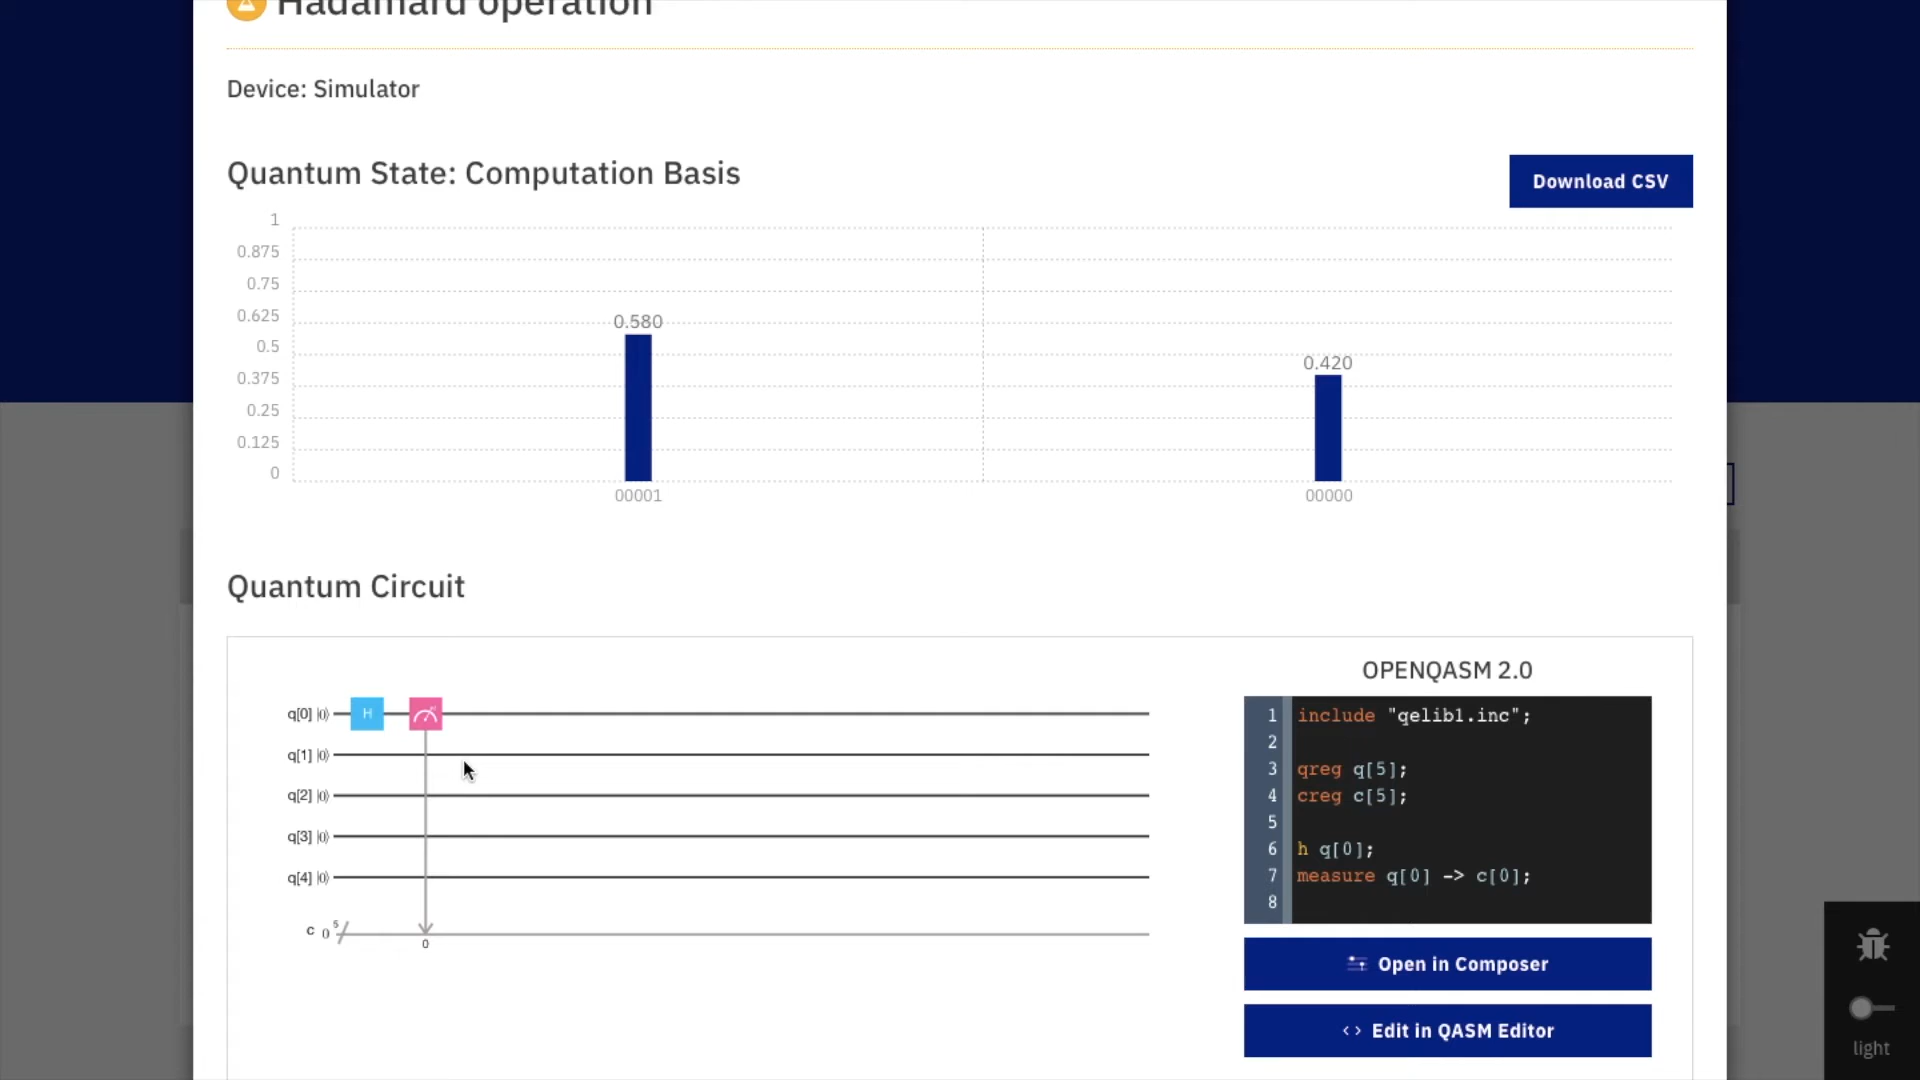 Hadamard operation
Device: Simulator
Quantum State: Computation Basis
Download CSV
1
0.875
0.75
0.625
0.5
0.375
0.25
0.125
0
0.580
0.420
00001
00000
Quantum Circuit
OPENQASM 2.0
q[0] |0⟩
H
q[1] |0⟩
q[2] |0⟩
q[3] |0⟩
q[4] |0⟩
c 0 5
0
1 include "qelib1.inc";
2
3 qreg q[5];
4 creg c[5];
5
6 h q[0];
7 measure q[0] -> c[0];
8
Open in Composer
<> Edit in QASM Editor
light